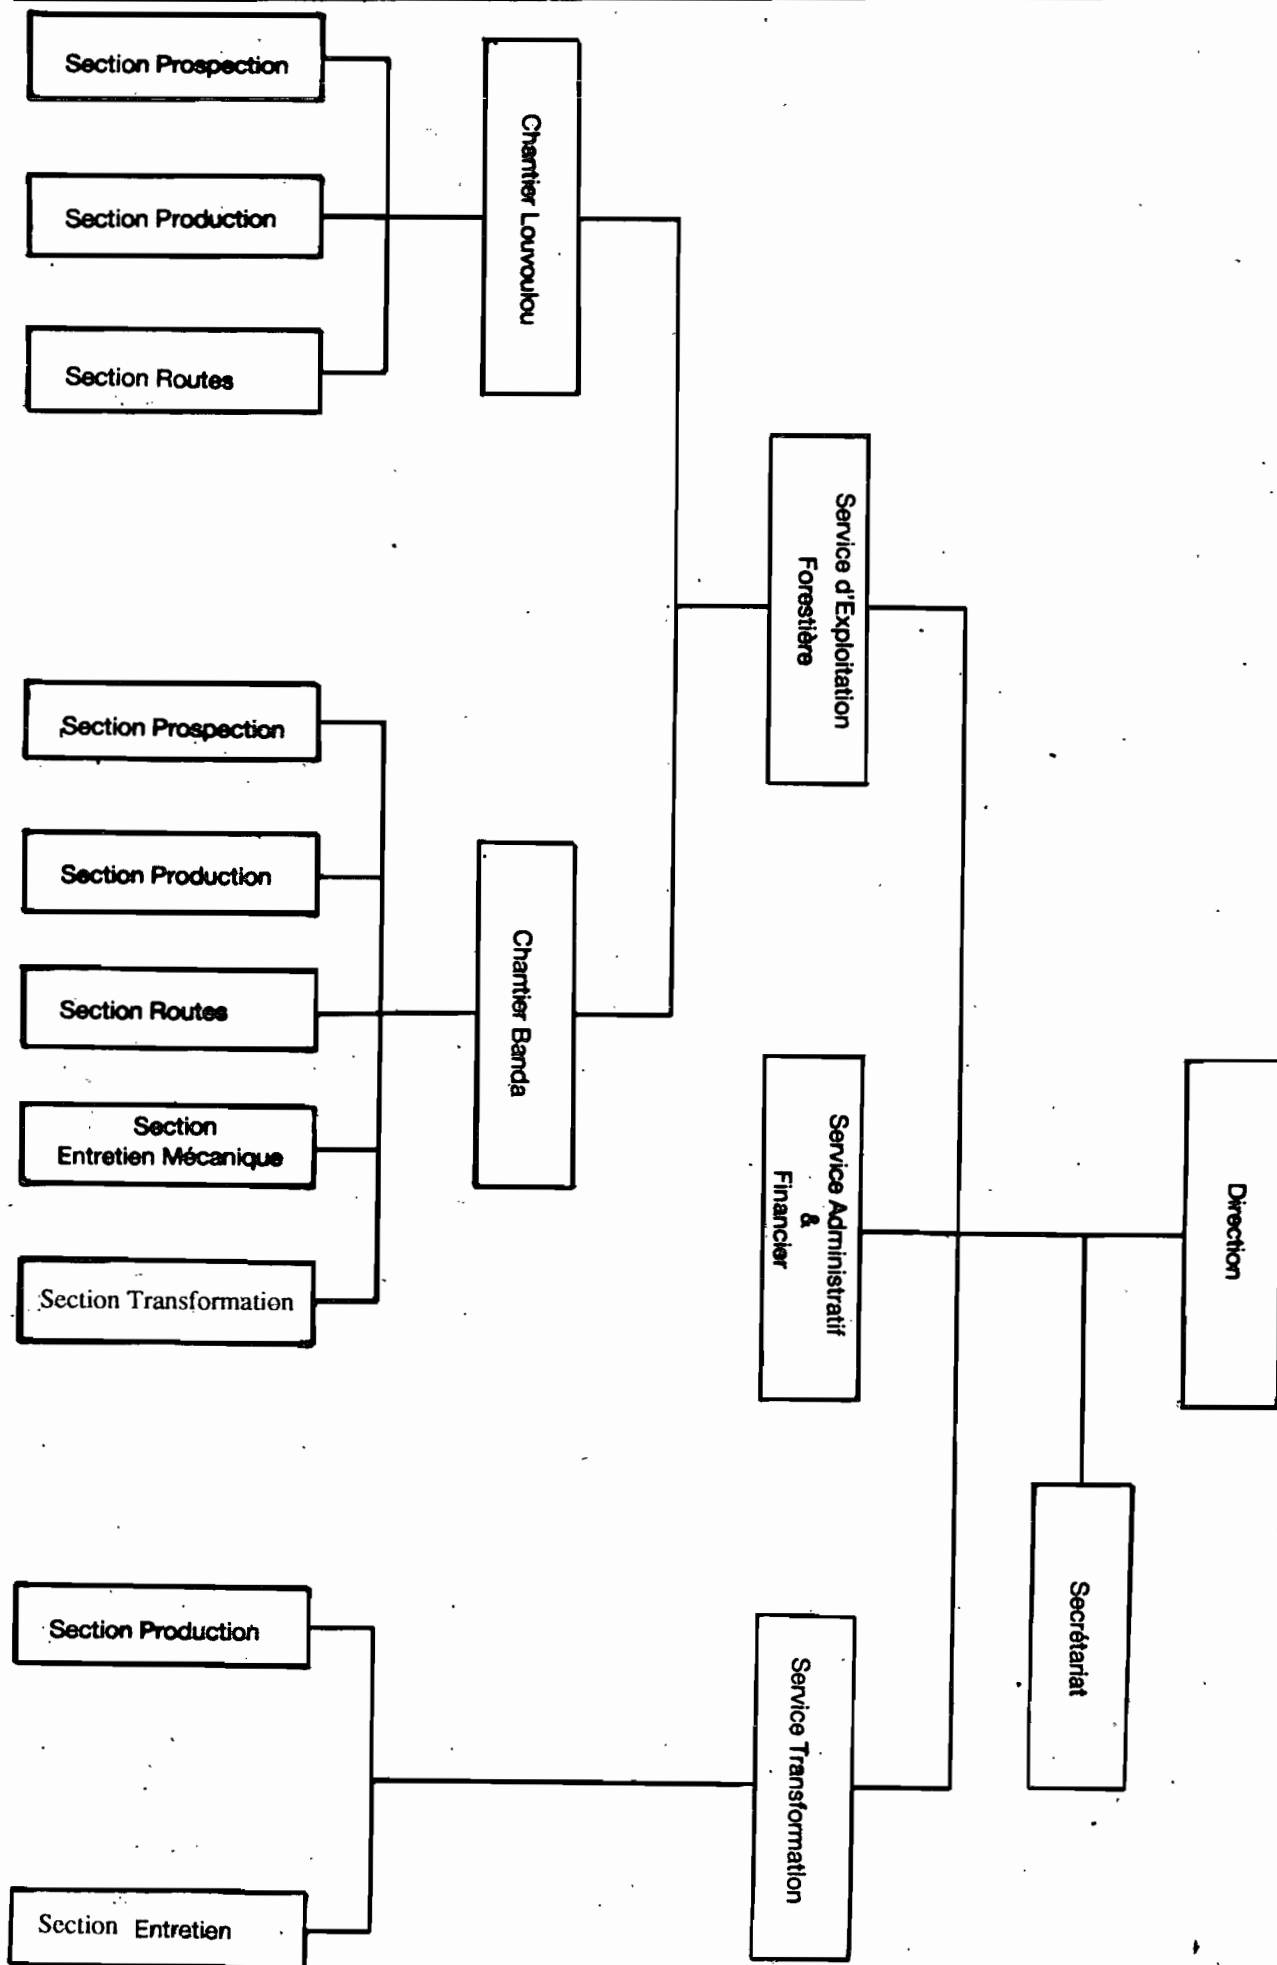 Direction
Secrétariat
Service d'Exploitation
Forestière
Service Administratif
&
Financier
Service Transformation
Chantier Louvoulou
Chantier Banda
Section Prospection
Section Production
Section Routes
Section Prospection
Section Production
Section Routes
Section
Entretien Mécanique
Section Transformation
Section Production
Section Entretien